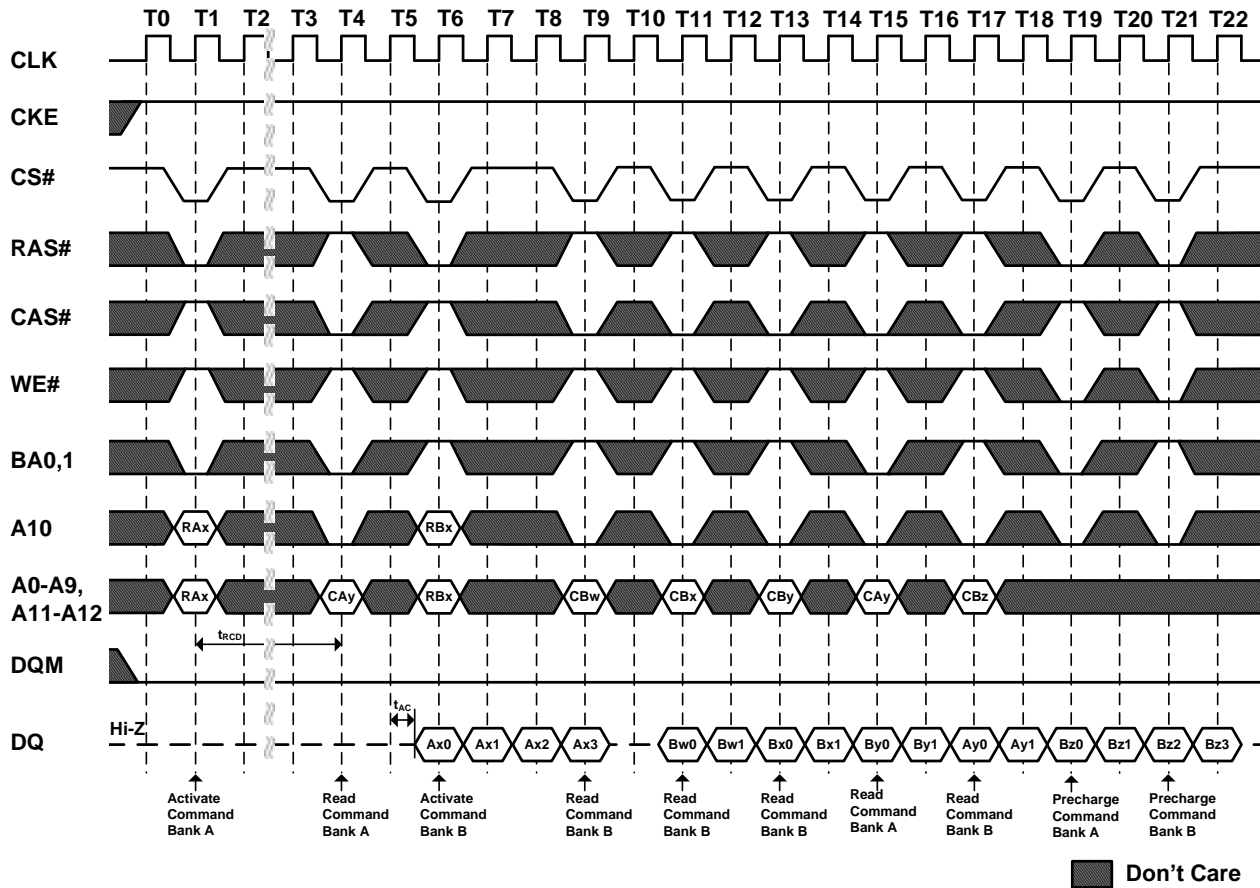 T0 T1 T2 T3 T4 T5 T6 T7 T8 T9 T10 T11 T12 T13 T14 T15 T16 T17 T18 T19 T20 T21 T22
CLK
CKE
CS#
RAS#
CAS#
WE#
BA0,1
A10
RAx RBx
A0-A9,
A11-A12
RAx CAy RBx CBw CBx CBy CAy CBz
tRCD
DQM
tAC
Hi-Z
DQ
Ax0 Ax1 Ax2 Ax3 Bw0 Bw1 Bx0 Bx1 By0 By1 Ay0 Ay1 Bz0 Bz1 Bz2 Bz3
Activate
Command
Bank A
Read
Command
Bank A
Activate
Command
Bank B
Read
Command
Bank B
Read
Command
Bank B
Read
Command
Bank B
Read
Command
Bank A
Read
Command
Bank B
Precharge
Command
Bank A
Precharge
Command
Bank B
Don't Care